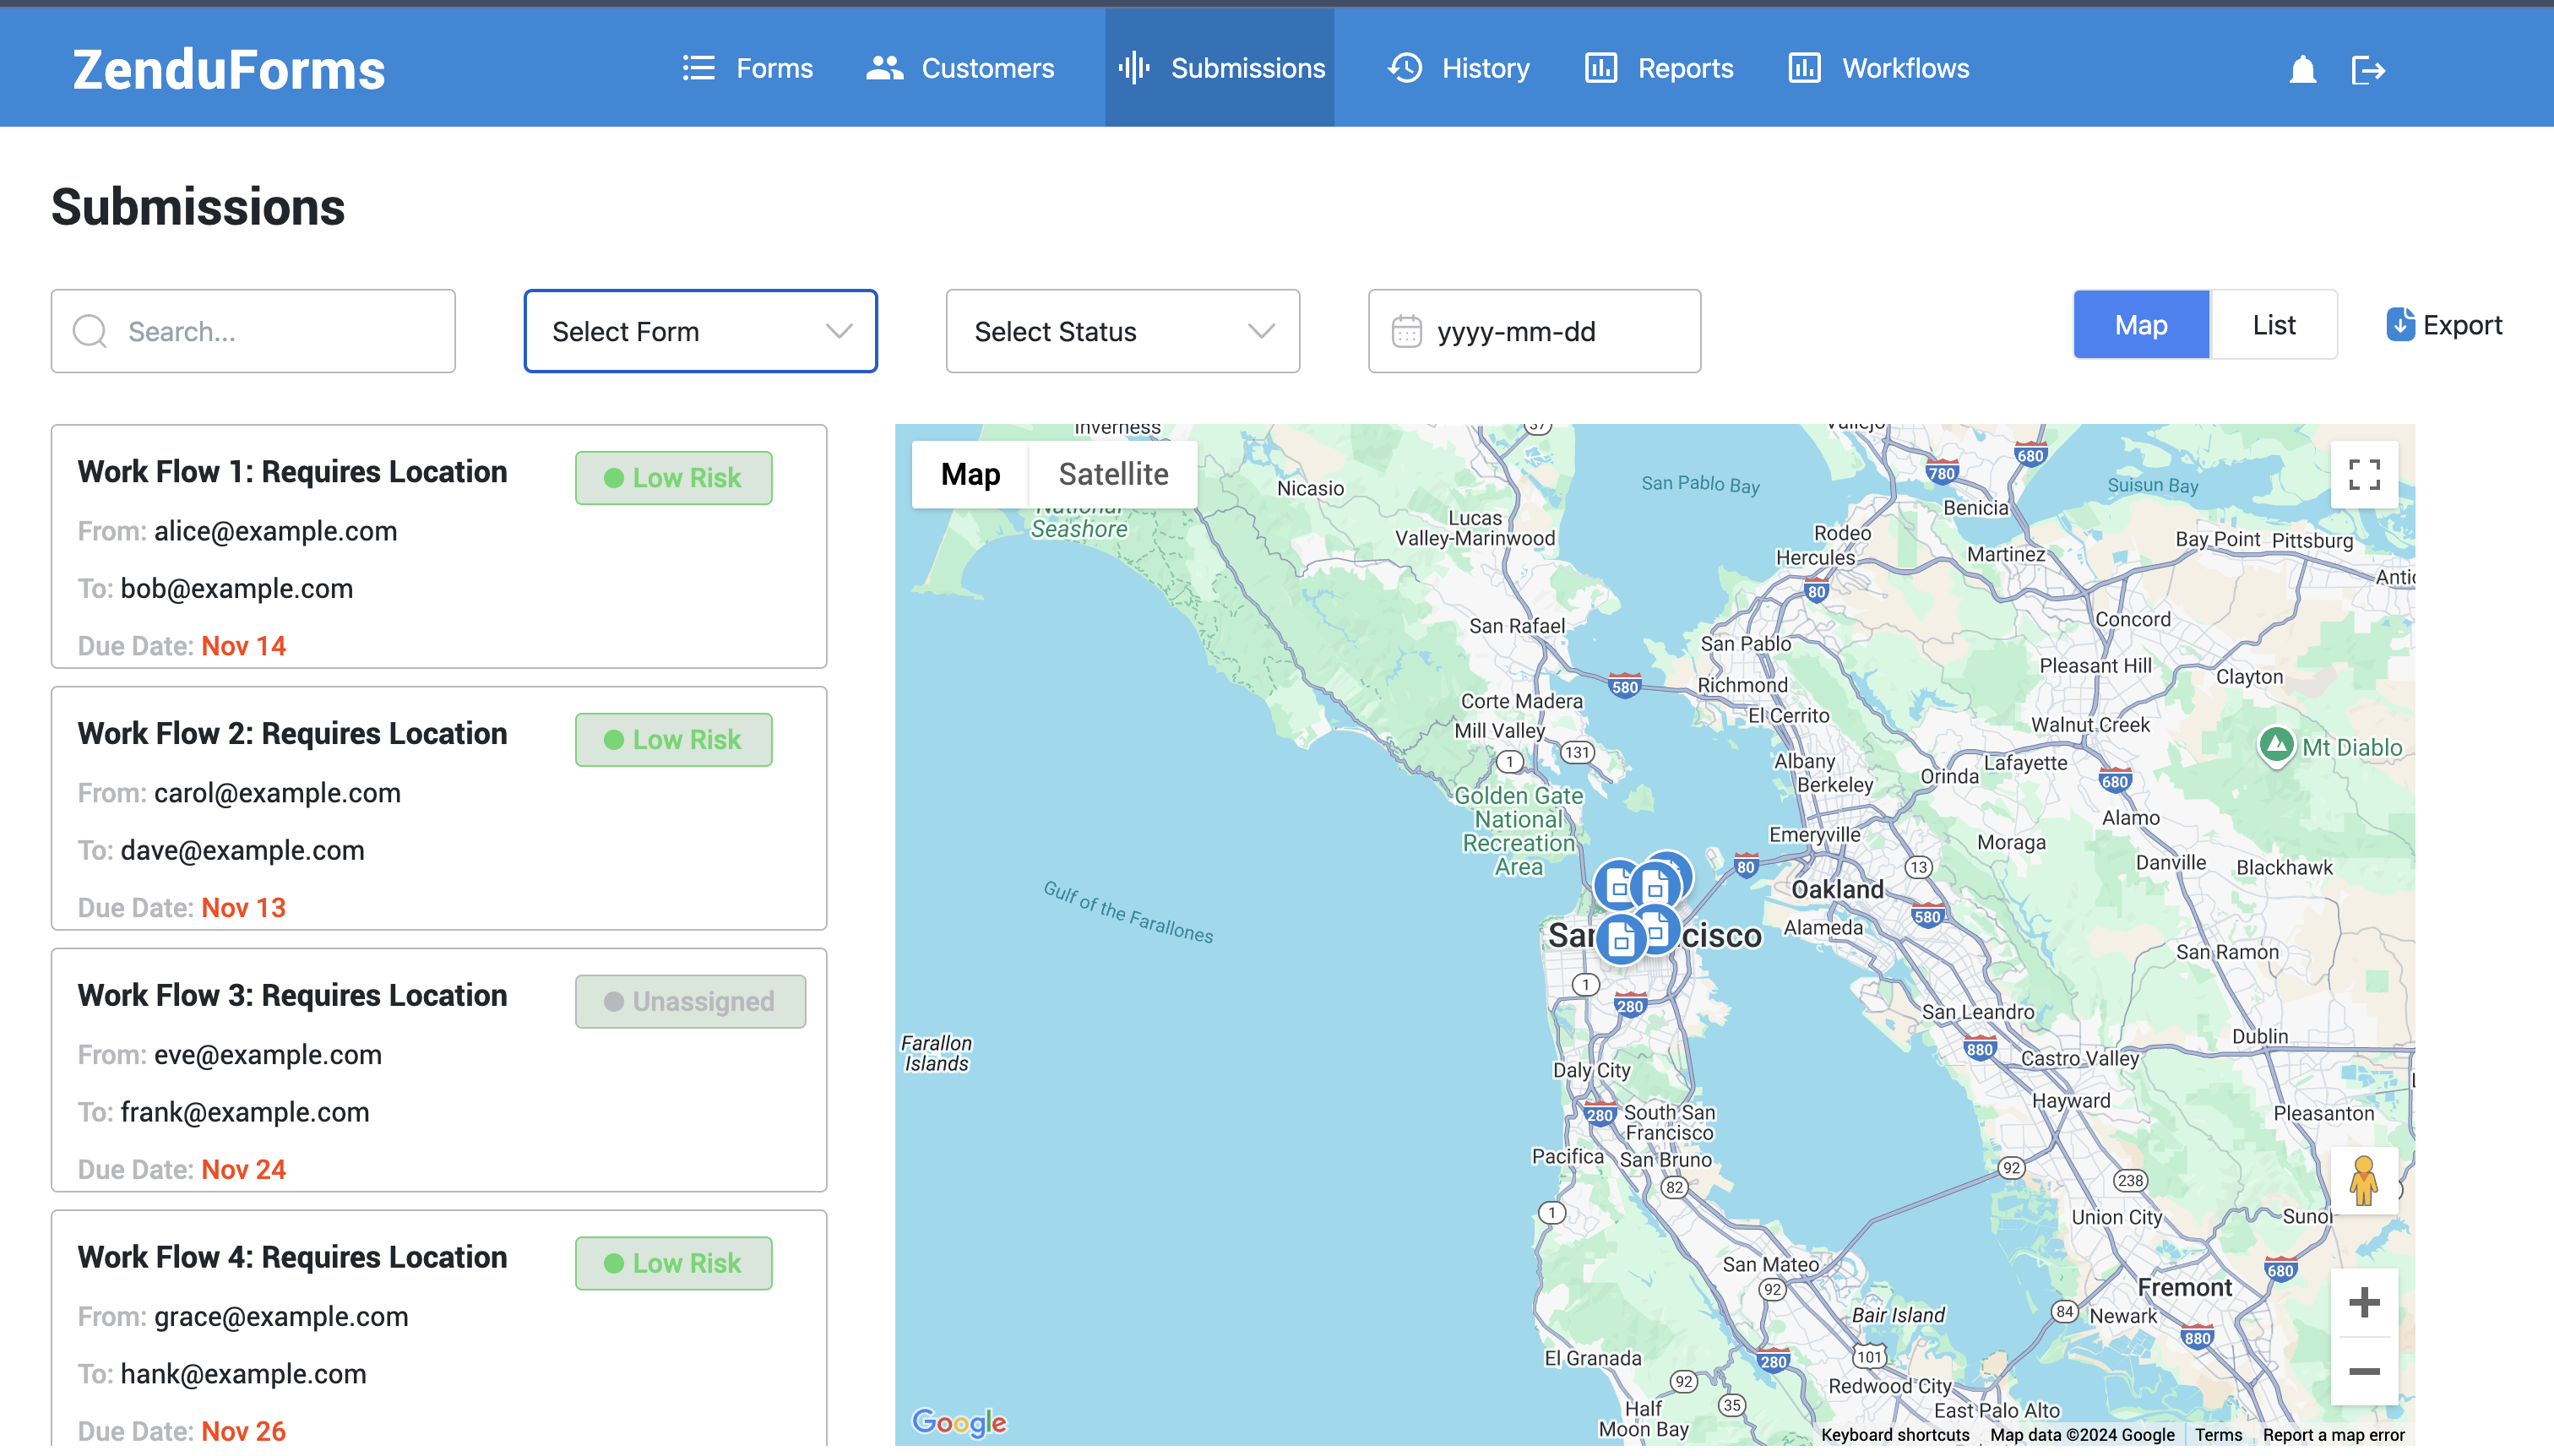 ZenduForms
Forms
Customers
Submissions
History
Reports
Workflows
Submissions
Search...
Select Form
Select Status
yyyy-mm-dd
Map
List
Export
Work Flow 1: Requires Location
Low Risk
From: alice@example.com
To: bob@example.com
Due Date: Nov 14
Work Flow 2: Requires Location
Low Risk
From: carol@example.com
To: dave@example.com
Due Date: Nov 13
Work Flow 3: Requires Location
Unassigned
From: eve@example.com
To: frank@example.com
Due Date: Nov 24
Work Flow 4: Requires Location
Low Risk
From: grace@example.com
To: hank@example.com
Due Date: Nov 26
Map
Satellite
Inverness
37
Vallejo
680
780
National
Seashore
Nicasio
San Pablo Bay
Suisun Bay
Benicia
Lucas
Valley-Marinwood
Rodeo
Hercules
Martinez
Bay Point
Pittsburg
80
Concord
San Rafael
San Pablo
Pleasant Hill
Clayton
580
Richmond
Corte Madera
El Cerrito
Walnut Creek
Mill Valley
131
1
Mt Diablo
Albany
Lafayette
Orinda
Berkeley
680
Golden Gate
National
Recreation
Area
Alamo
Emeryville
Moraga
Danville
Blackhawk
80
13
Oakland
Gulf of the Farallones
580
Alameda
San
cisco
San Ramon
1
280
San Leandro
Dublin
Farallon
Islands
880
Castro Valley
Daly City
Hayward
280
South San
Francisco
Pleasanton
Pacifica
San Bruno
92
82
238
1
Union City
Sunol
San Mateo
680
92
Fremont
Bair Island
84
Newark
880
El Granada
280
101
92
Redwood City
35
Half
Moon Bay
East Palo Alto
Google
Keyboard shortcuts
Map data ©2024 Google
Terms
Report a map error